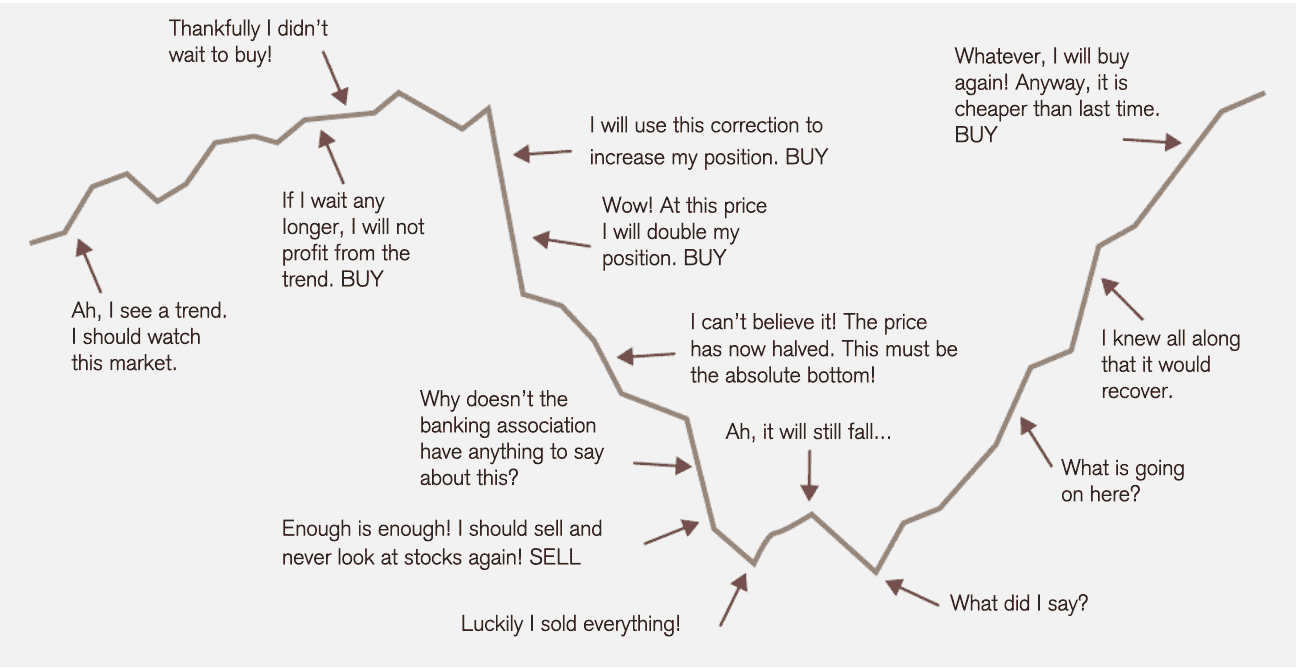 Thankfully I didn’t
wait to buy!
Ah, I see a trend.
I should watch
this market.
If I wait any
longer, I will not
profit from the
trend. BUY
I will use this correction to
increase my position. BUY
Wow! At this price
I will double my
position. BUY
I can’t believe it! The price
has now halved. This must be
the absolute bottom!
Why doesn’t the
banking association
have anything to say
about this?
Enough is enough! I should sell and
never look at stocks again! SELL
Luckily I sold everything!
Ah, it will still fall...
What did I say?
What is going
on here?
I knew all along
that it would
recover.
Whatever, I will buy
again! Anyway, it is
cheaper than last time.
BUY